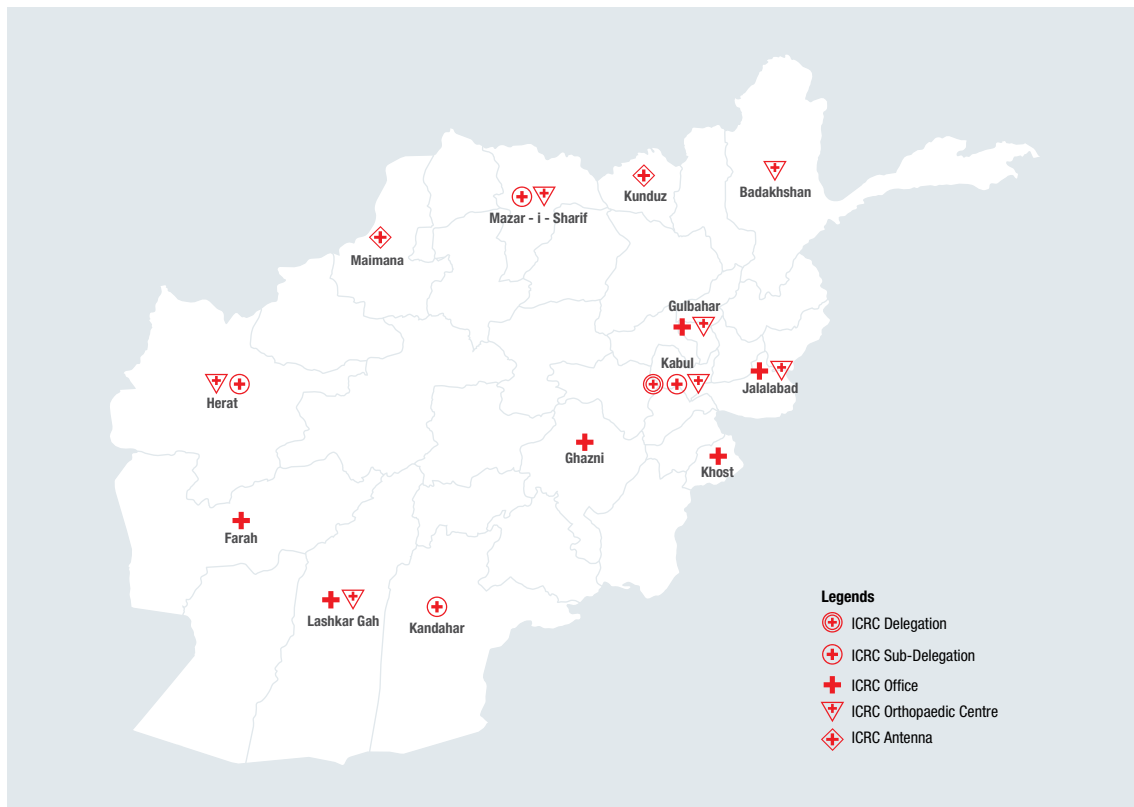 Badakhshan
Kunduz
Mazar - i - Sharif
Maimana
Gulbahar
Kabul
Jalalabad
Herat
Ghazni
Khost
Farah
Lashkar Gah
Kandahar
Legends
ICRC Delegation
ICRC Sub-Delegation
ICRC Office
ICRC Orthopaedic Centre
ICRC Antenna